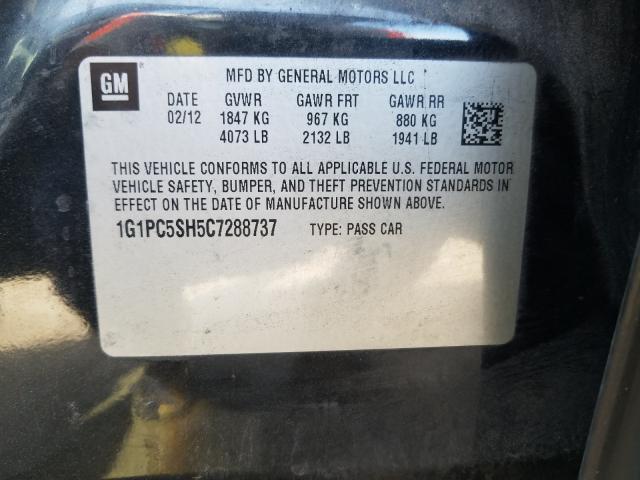 GM
MFD BY GENERAL MOTORS LLC
DATE GVWR GAWR FRT GAWR RR
02/12 1847 KG 967 KG 880 KG
4073 LB 2132 LB 1941 LB
THIS VEHICLE CONFORMS TO ALL APPLICABLE U.S. FEDERAL MOTOR
VEHICLE SAFETY, BUMPER, AND THEFT PREVENTION STANDARDS IN
EFFECT ON THE DATE OF MANUFACTURE SHOWN ABOVE.
1G1PC5SH5C7288737 TYPE: PASS CAR